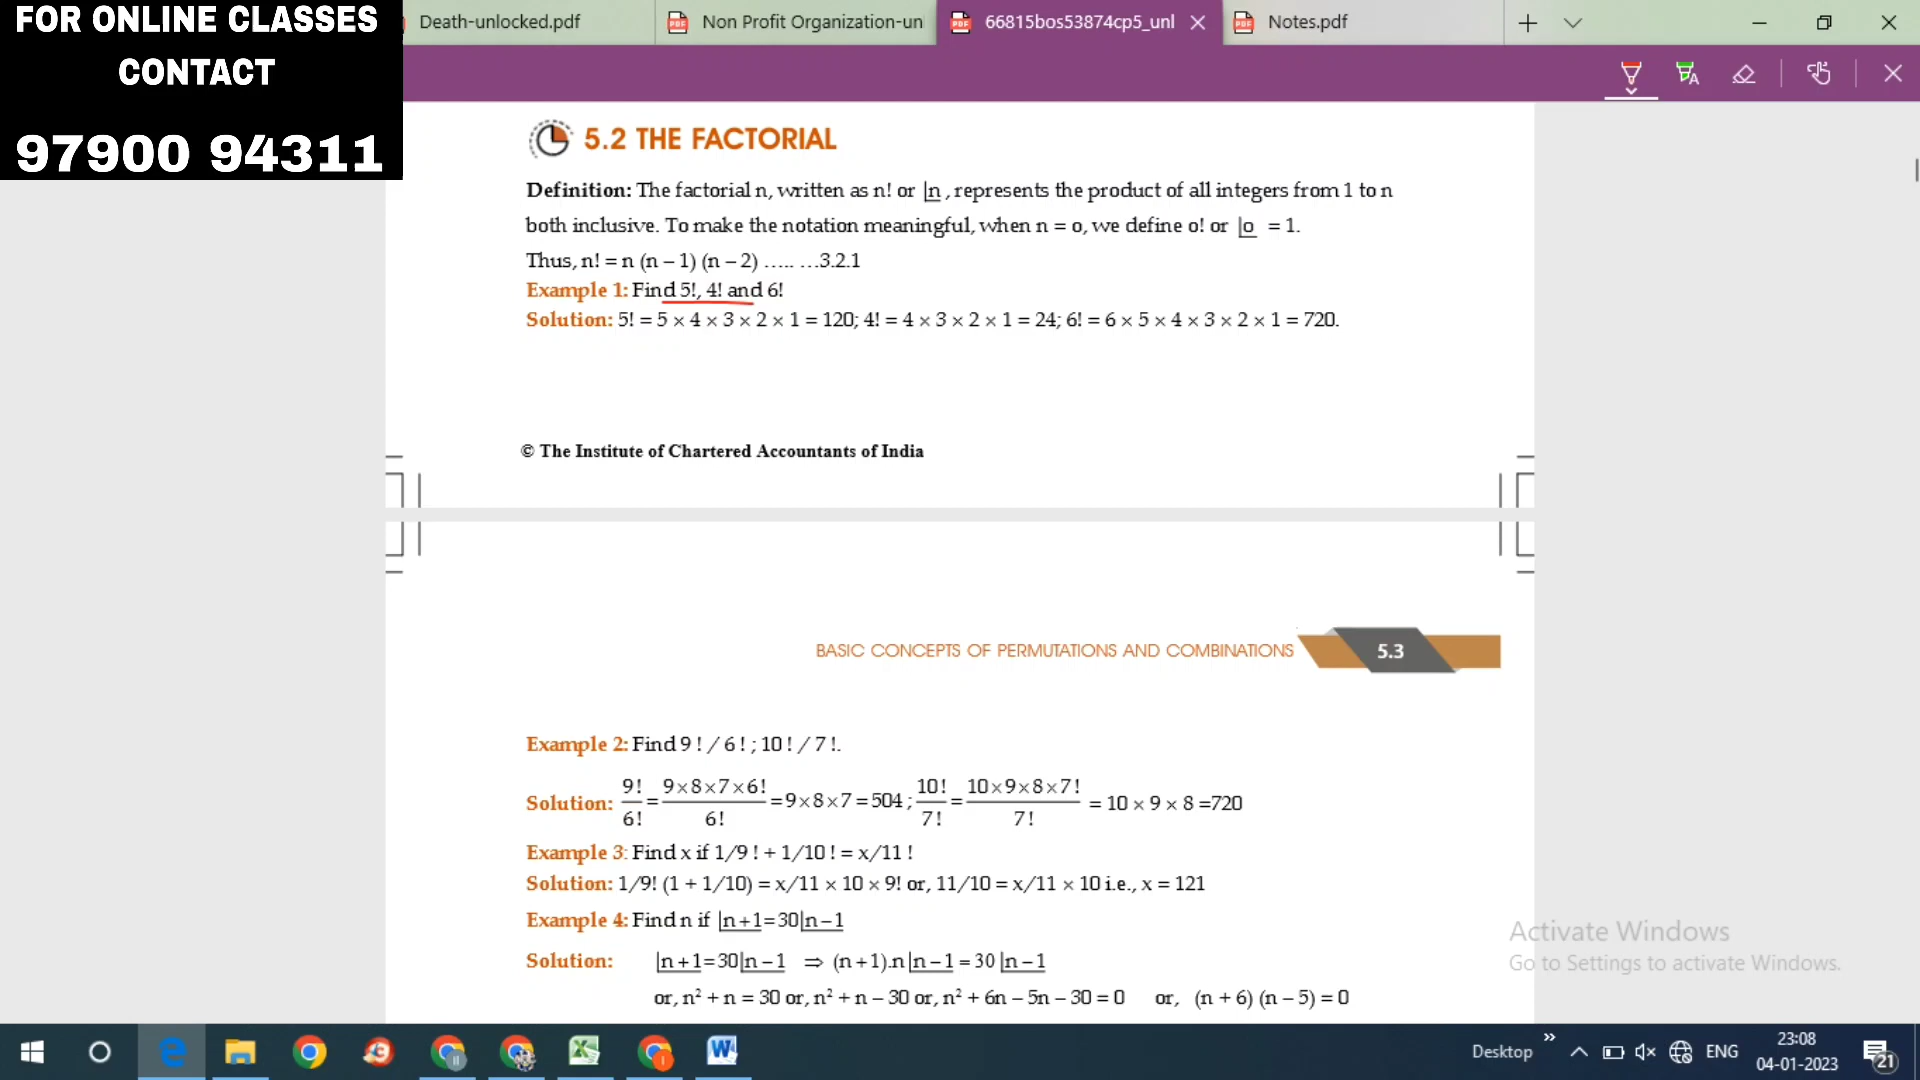 FOR ONLINE CLASSES
CONTACT
97900 94311
Death-unlocked.pdf
Non Profit Organization-un
66815bos53874cp5_unl
Notes.pdf
5.2 THE FACTORIAL
Definition: The factorial n, written as n! or |n , represents the product of all integers from 1 to n
both inclusive. To make the notation meaningful, when n = o, we define o! or |o = 1.
Thus, n! = n (n – 1) (n – 2) ….. …3.2.1
Example 1: Find 5!, 4! and 6!
Solution: 5! = 5 × 4 × 3 × 2 × 1 = 120; 4! = 4 × 3 × 2 × 1 = 24; 6! = 6 × 5 × 4 × 3 × 2 × 1 = 720.
© The Institute of Chartered Accountants of India
BASIC CONCEPTS OF PERMUTATIONS AND COMBINATIONS 5.3
Example 2: Find 9 ! / 6 ! ; 10 ! / 7 !.
Solution: 9!/6! = 9×8×7×6!/6! = 9×8×7 = 504 ; 10!/7! = 10×9×8×7!/7! = 10 × 9 × 8 =720
Example 3: Find x if 1/9 ! + 1/10 ! = x/11 !
Solution: 1/9! (1 + 1/10) = x/11 × 10 × 9! or, 11/10 = x/11 × 10 i.e., x = 121
Example 4: Find n if |n+1=30|n–1
Solution: |n+1=30|n–1 ⇒ (n+1).n|n–1 = 30 |n–1
or, n² + n = 30 or, n² + n – 30 or, n² + 6n – 5n – 30 = 0 or, (n + 6) (n – 5) = 0
Activate Windows
Go to Settings to activate Windows.
Desktop
ENG
23:08
04-01-2023
21